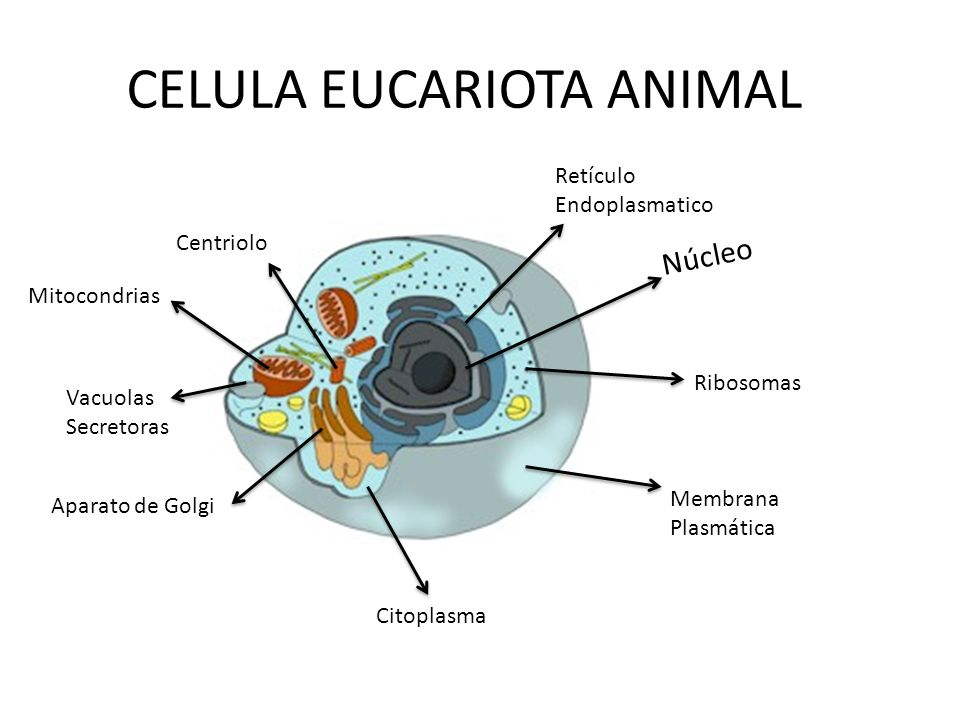 CELULA EUCARIOTA ANIMAL
Retículo
Endoplasmatico
Centriolo
Núcleo
Mitocondrias
Ribosomas
Vacuolas
Secretoras
Aparato de Golgi
Membrana
Plasmática
Citoplasma